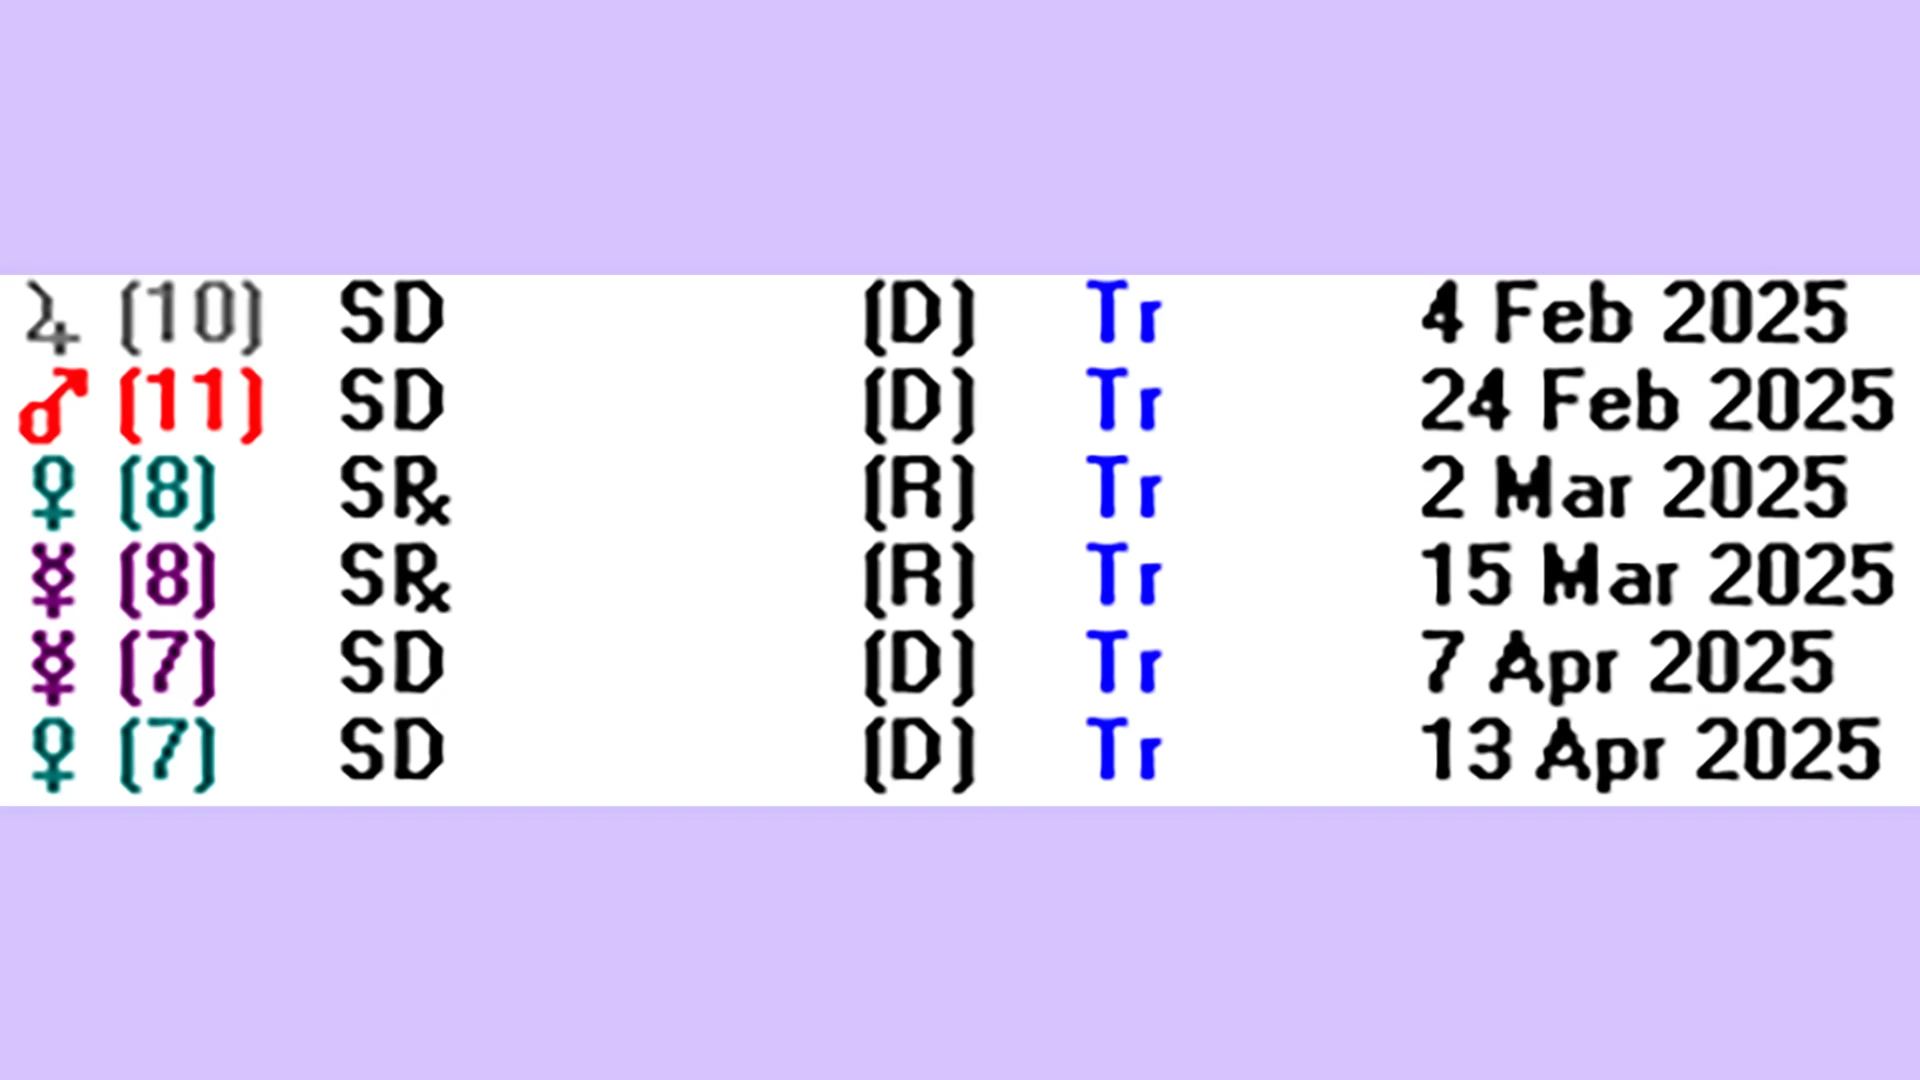 ♃ (10) SD (D) Tr 4 Feb 2025
♂ (11) SD (D) Tr 24 Feb 2025
♀ (8) S℞ (R) Tr 2 Mar 2025
☿ (8) S℞ (R) Tr 15 Mar 2025
☿ (7) SD (D) Tr 7 Apr 2025
♀ (7) SD (D) Tr 13 Apr 2025